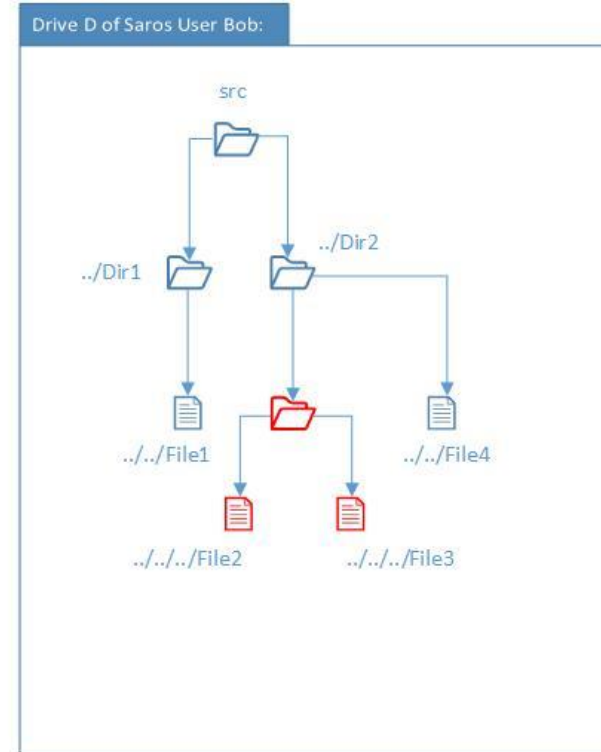 Drive D of Saros User Bob:
src
../Dir2
../Dir1
../../File1
../../File4
../../../File2
../../../File3